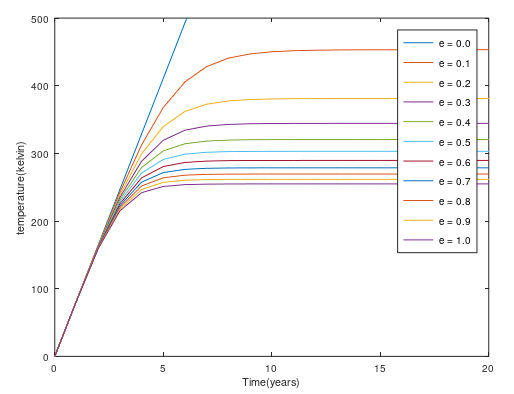 500
400
300
200
100
0
0
5
10
15
20
temperature(kelvin)
Time(years)
e = 0.0
e = 0.1
e = 0.2
e = 0.3
e = 0.4
e = 0.5
e = 0.6
e = 0.7
e = 0.8
e = 0.9
e = 1.0